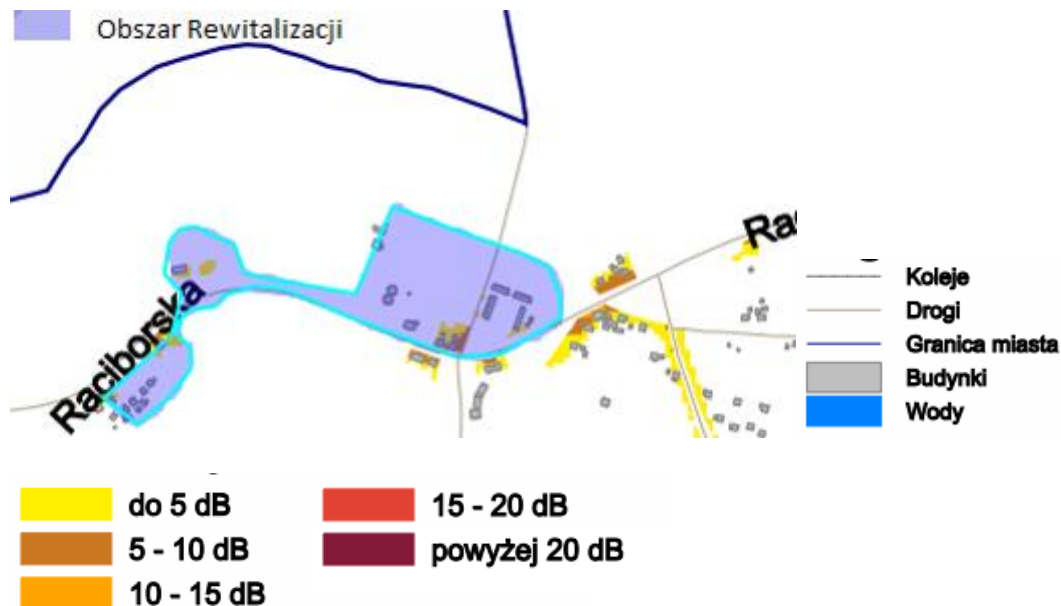 Obszar Rewitalizacji
Raciborska
Ra
Koleje
Drogi
Granica miasta
Budynki
Wody
do 5 dB
5 - 10 dB
10 - 15 dB
15 - 20 dB
powyżej 20 dB